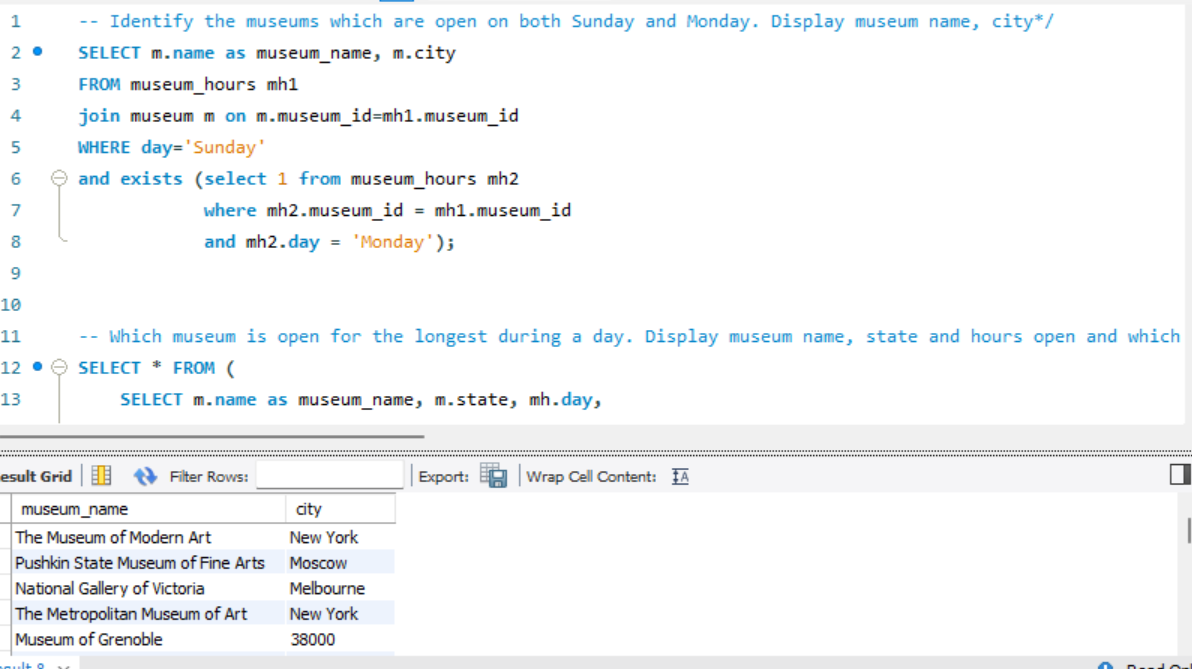 1 -- Identify the museums which are open on both Sunday and Monday. Display museum name, city*/
2 SELECT m.name as museum_name, m.city
3 FROM museum_hours mh1
4 join museum m on m.museum_id=mh1.museum_id
5 WHERE day='Sunday'
6 and exists (select 1 from museum_hours mh2
7 where mh2.museum_id = mh1.museum_id
8 and mh2.day = 'Monday');
9
10
11 -- Which museum is open for the longest during a day. Display museum name, state and hours open and which
12 SELECT * FROM (
13 SELECT m.name as museum_name, m.state, mh.day,
esult Grid Filter Rows: Export: Wrap Cell Content: IA
museum_name city
The Museum of Modern Art New York
Pushkin State Museum of Fine Arts Moscow
National Gallery of Victoria Melbourne
The Metropolitan Museum of Art New York
Museum of Grenoble 38000